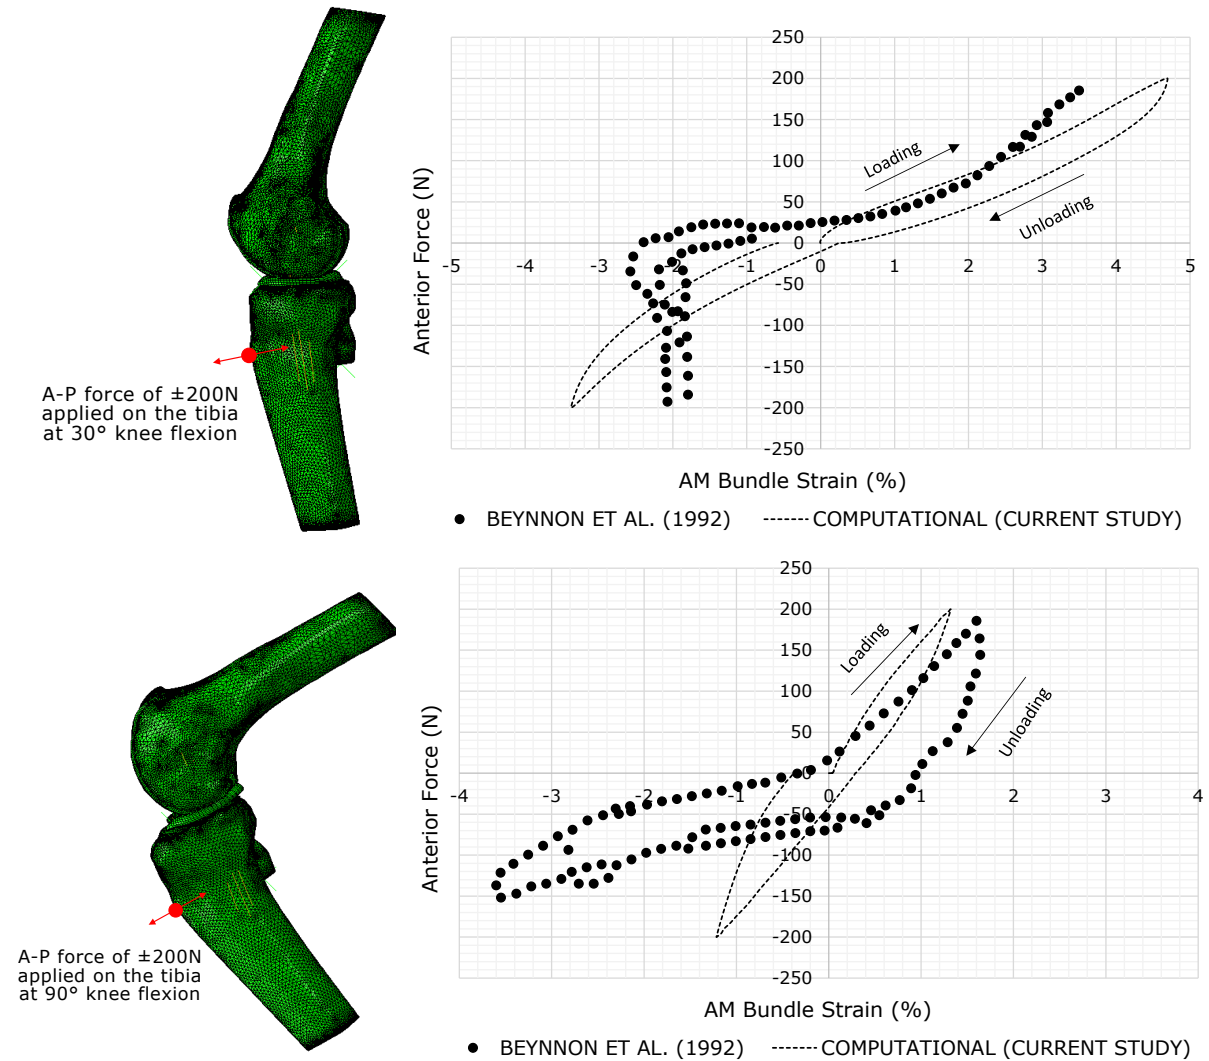 250
200
150
100
50
0
-50
-100
-150
-200
-250
-5 -4 -3 -2 -1 0 1 2 3 4 5
Anterior Force (N)
Loading
Unloading
A-P force of ±200N
applied on the tibia
at 30° knee flexion
AM Bundle Strain (%)
BEYNNON ET AL. (1992) COMPUTATIONAL (CURRENT STUDY)
250
200
150
100
50
0
-50
-100
-150
-200
-250
-4 -3 -2 -1 0 1 2 3 4
Anterior Force (N)
Loading
Unloading
A-P force of ±200N
applied on the tibia
at 90° knee flexion
AM Bundle Strain (%)
BEYNNON ET AL. (1992) COMPUTATIONAL (CURRENT STUDY)